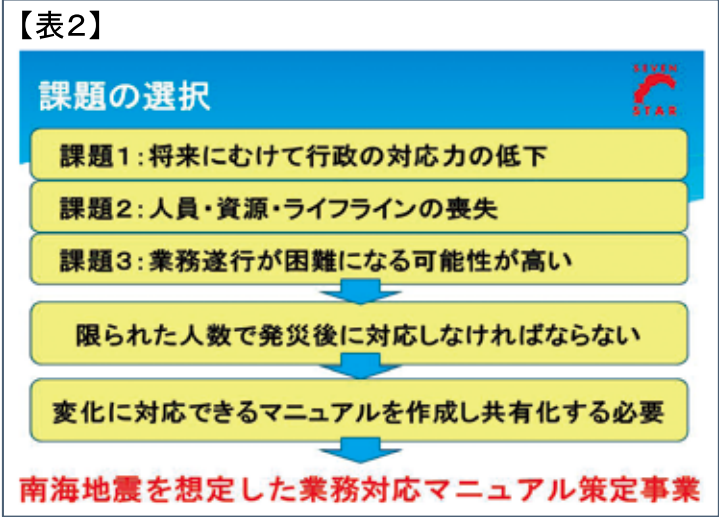 【表2】
課題の選択
SEVEN
STAR
課題1:将来にむけて行政の対応力の低下
課題2:人員・資源・ライフラインの喪失
課題3:業務遂行が困難になる可能性が高い
限られた人数で発災後に対応しなければならない
変化に対応できるマニュアルを作成し共有化する必要
南海地震を想定した業務対応マニュアル策定事業